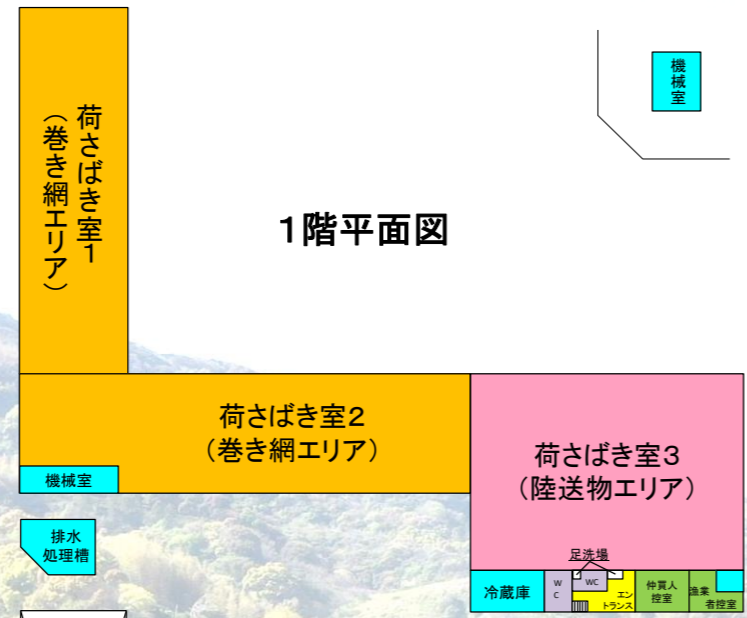 荷さばき室1
（巻き網エリア）
機械室
1階平面図
荷さばき室2
（巻き網エリア）
荷さばき室3
（陸送物エリア）
機械室
排水
処理槽
足洗場
冷蔵庫
WC
WC
エン
トランス
仲買人
控室
漁業
者控室